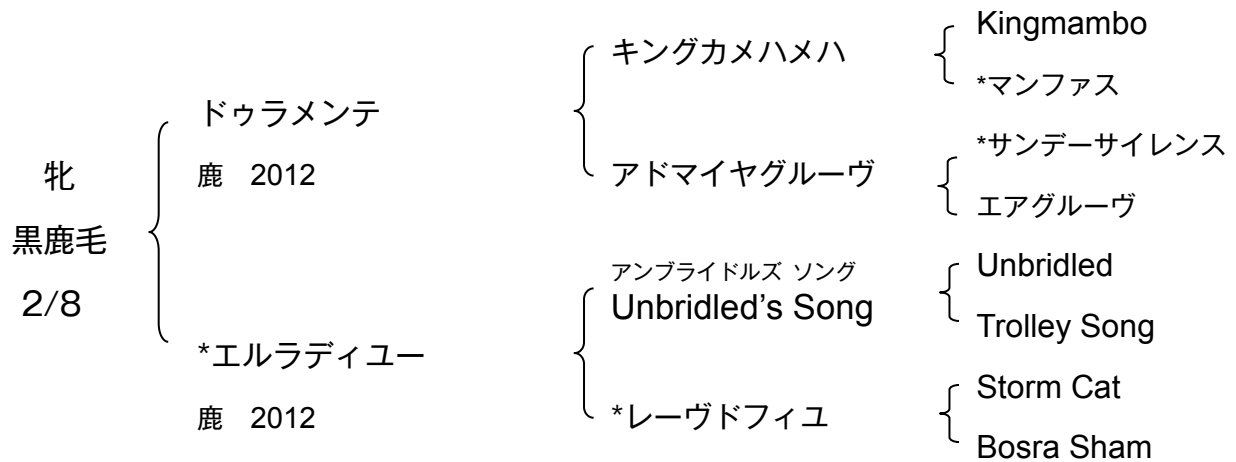 牝
黒鹿毛
2/8
ドゥラメンテ
鹿 2012
*エルラディユー
鹿 2012
キングカメハメハ
アドマイヤグルーヴ
アンブライドルズ ソング
Unbridled's Song
*レーヴドフィユ
Kingmambo
*マンファス
*サンデーサイレンス
エアグルーヴ
Unbridled
Trolley Song
Storm Cat
Bosra Sham